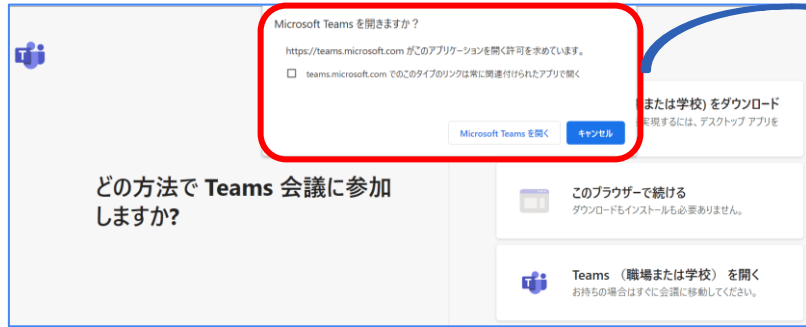 Microsoft Teams を開きますか？
https://teams.microsoft.com がこのアプリケーションを開く許可を求めています。
teams.microsoft.com でのこのタイプのリンクは常に関連付けられたアプリで開く
Microsoft Teams を開く
キャンセル
どの方法で Teams 会議に参加
しますか?
または学校) をダウンロード
実現するには、デスクトップ アプリを
このブラウザーで続ける
ダウンロードもインストールも必要ありません。
Teams （職場または学校） を開く
お持ちの場合はすぐに会議に移動してください。